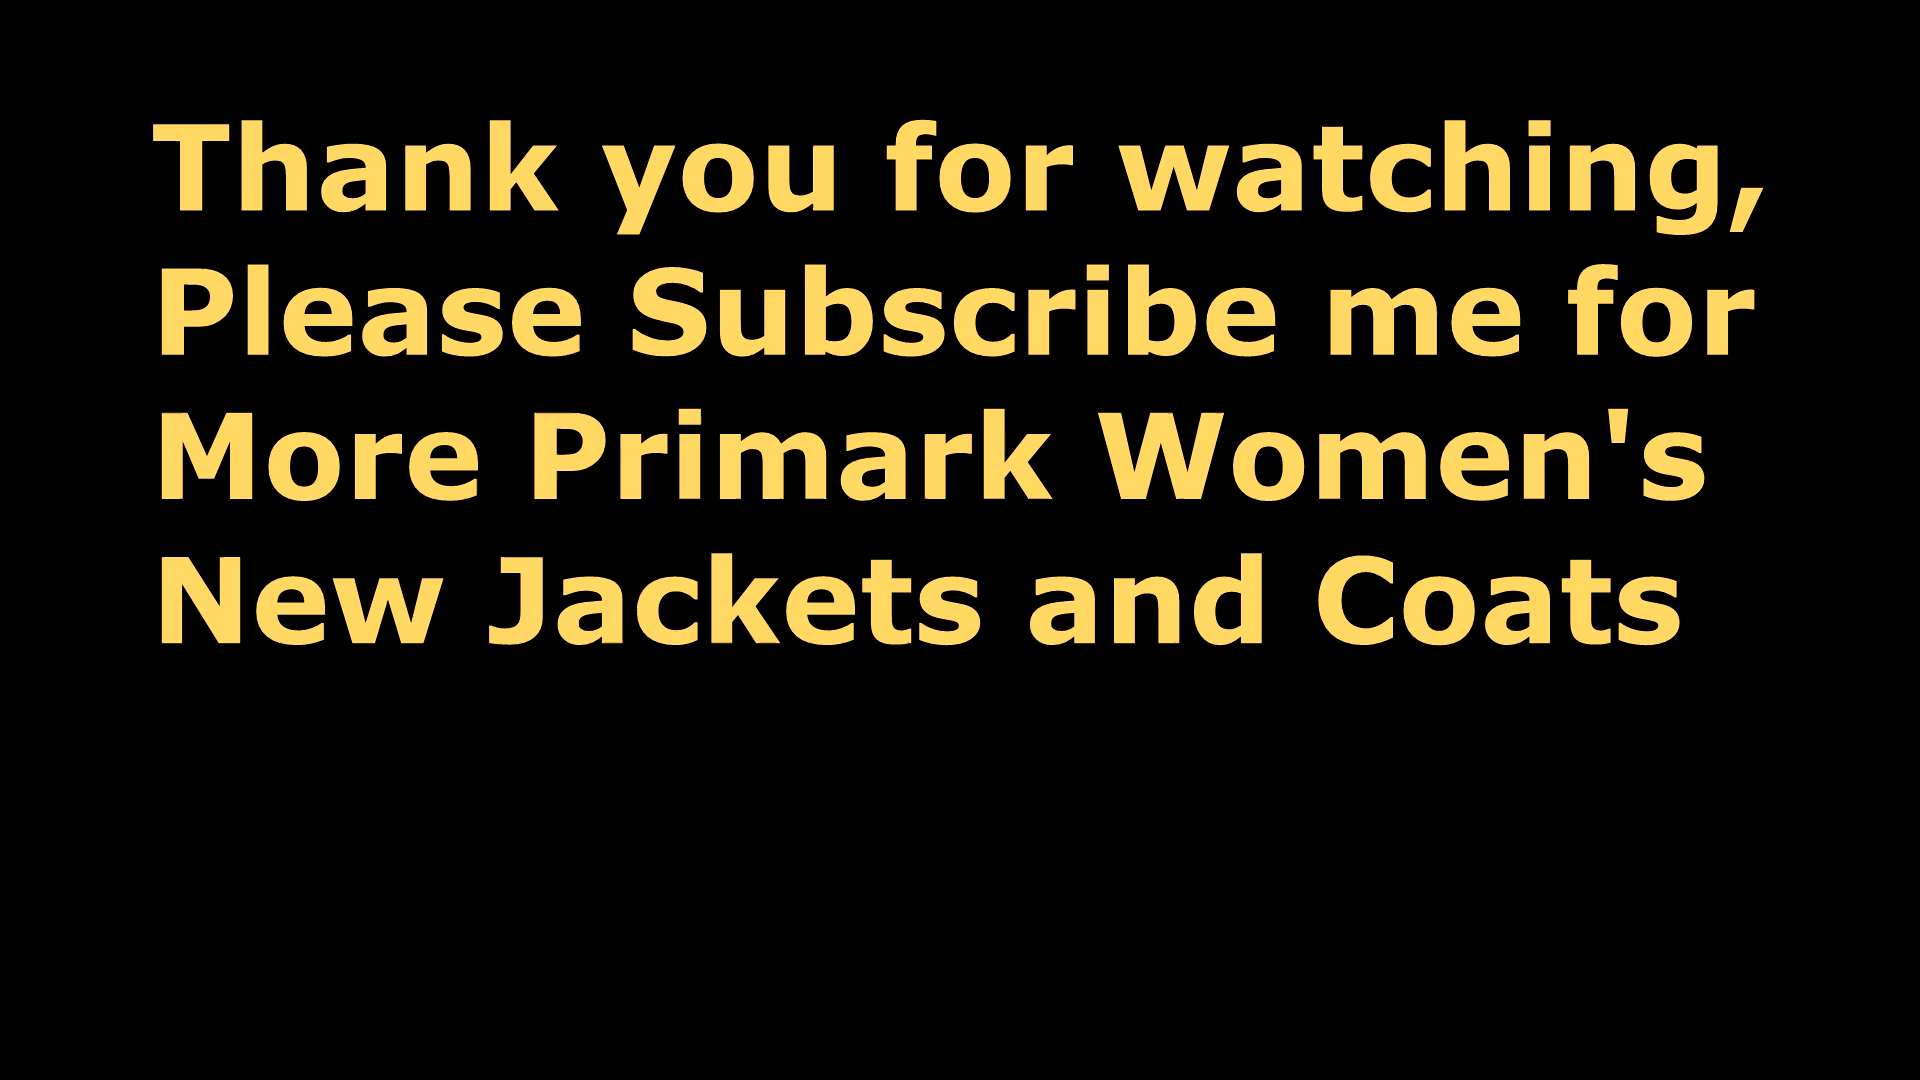 Thank you for watching,
Please Subscribe me for
More Primark Women's
New Jackets and Coats